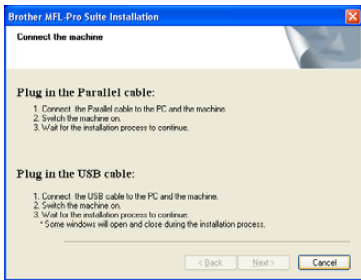 Brother MFL-Pro Suite Installation
Connect the machine
Plug in the Parallel cable:
1. Connect the Parallel cable to the PC and the machine.
2. Switch the machine on.
3. Wait for the installation process to continue.
Plug in the USB cable:
1. Connect the USB cable to the PC and the machine.
2. Switch the machine on.
3. Wait for the installation process to continue.
* Some windows will open and close during the installation process.
< Back Next > Cancel